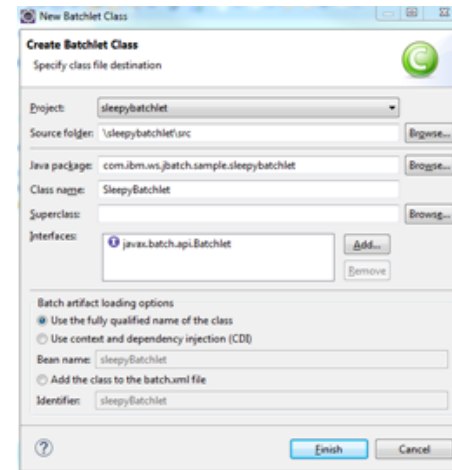 New Batchlet Class
Create Batchlet Class
Specify class file destination
Project: sleepybatchlet
Source folder: \sleepybatchlet\src Browse...
Java package: com.ibm.ws.jbatch.sample.sleepybatchlet Browse...
Class name: SleepyBatchlet
Superclass: Browse...
Interfaces: javax.batch.api.Batchlet Add...
Remove
Batch artifact loading options
Use the fully qualified name of the class
Use context and dependency injection (CDI)
Bean name: sleepyBatchlet
Add the class to the batch.xml file
Identifier: sleepyBatchlet
? Finish Cancel